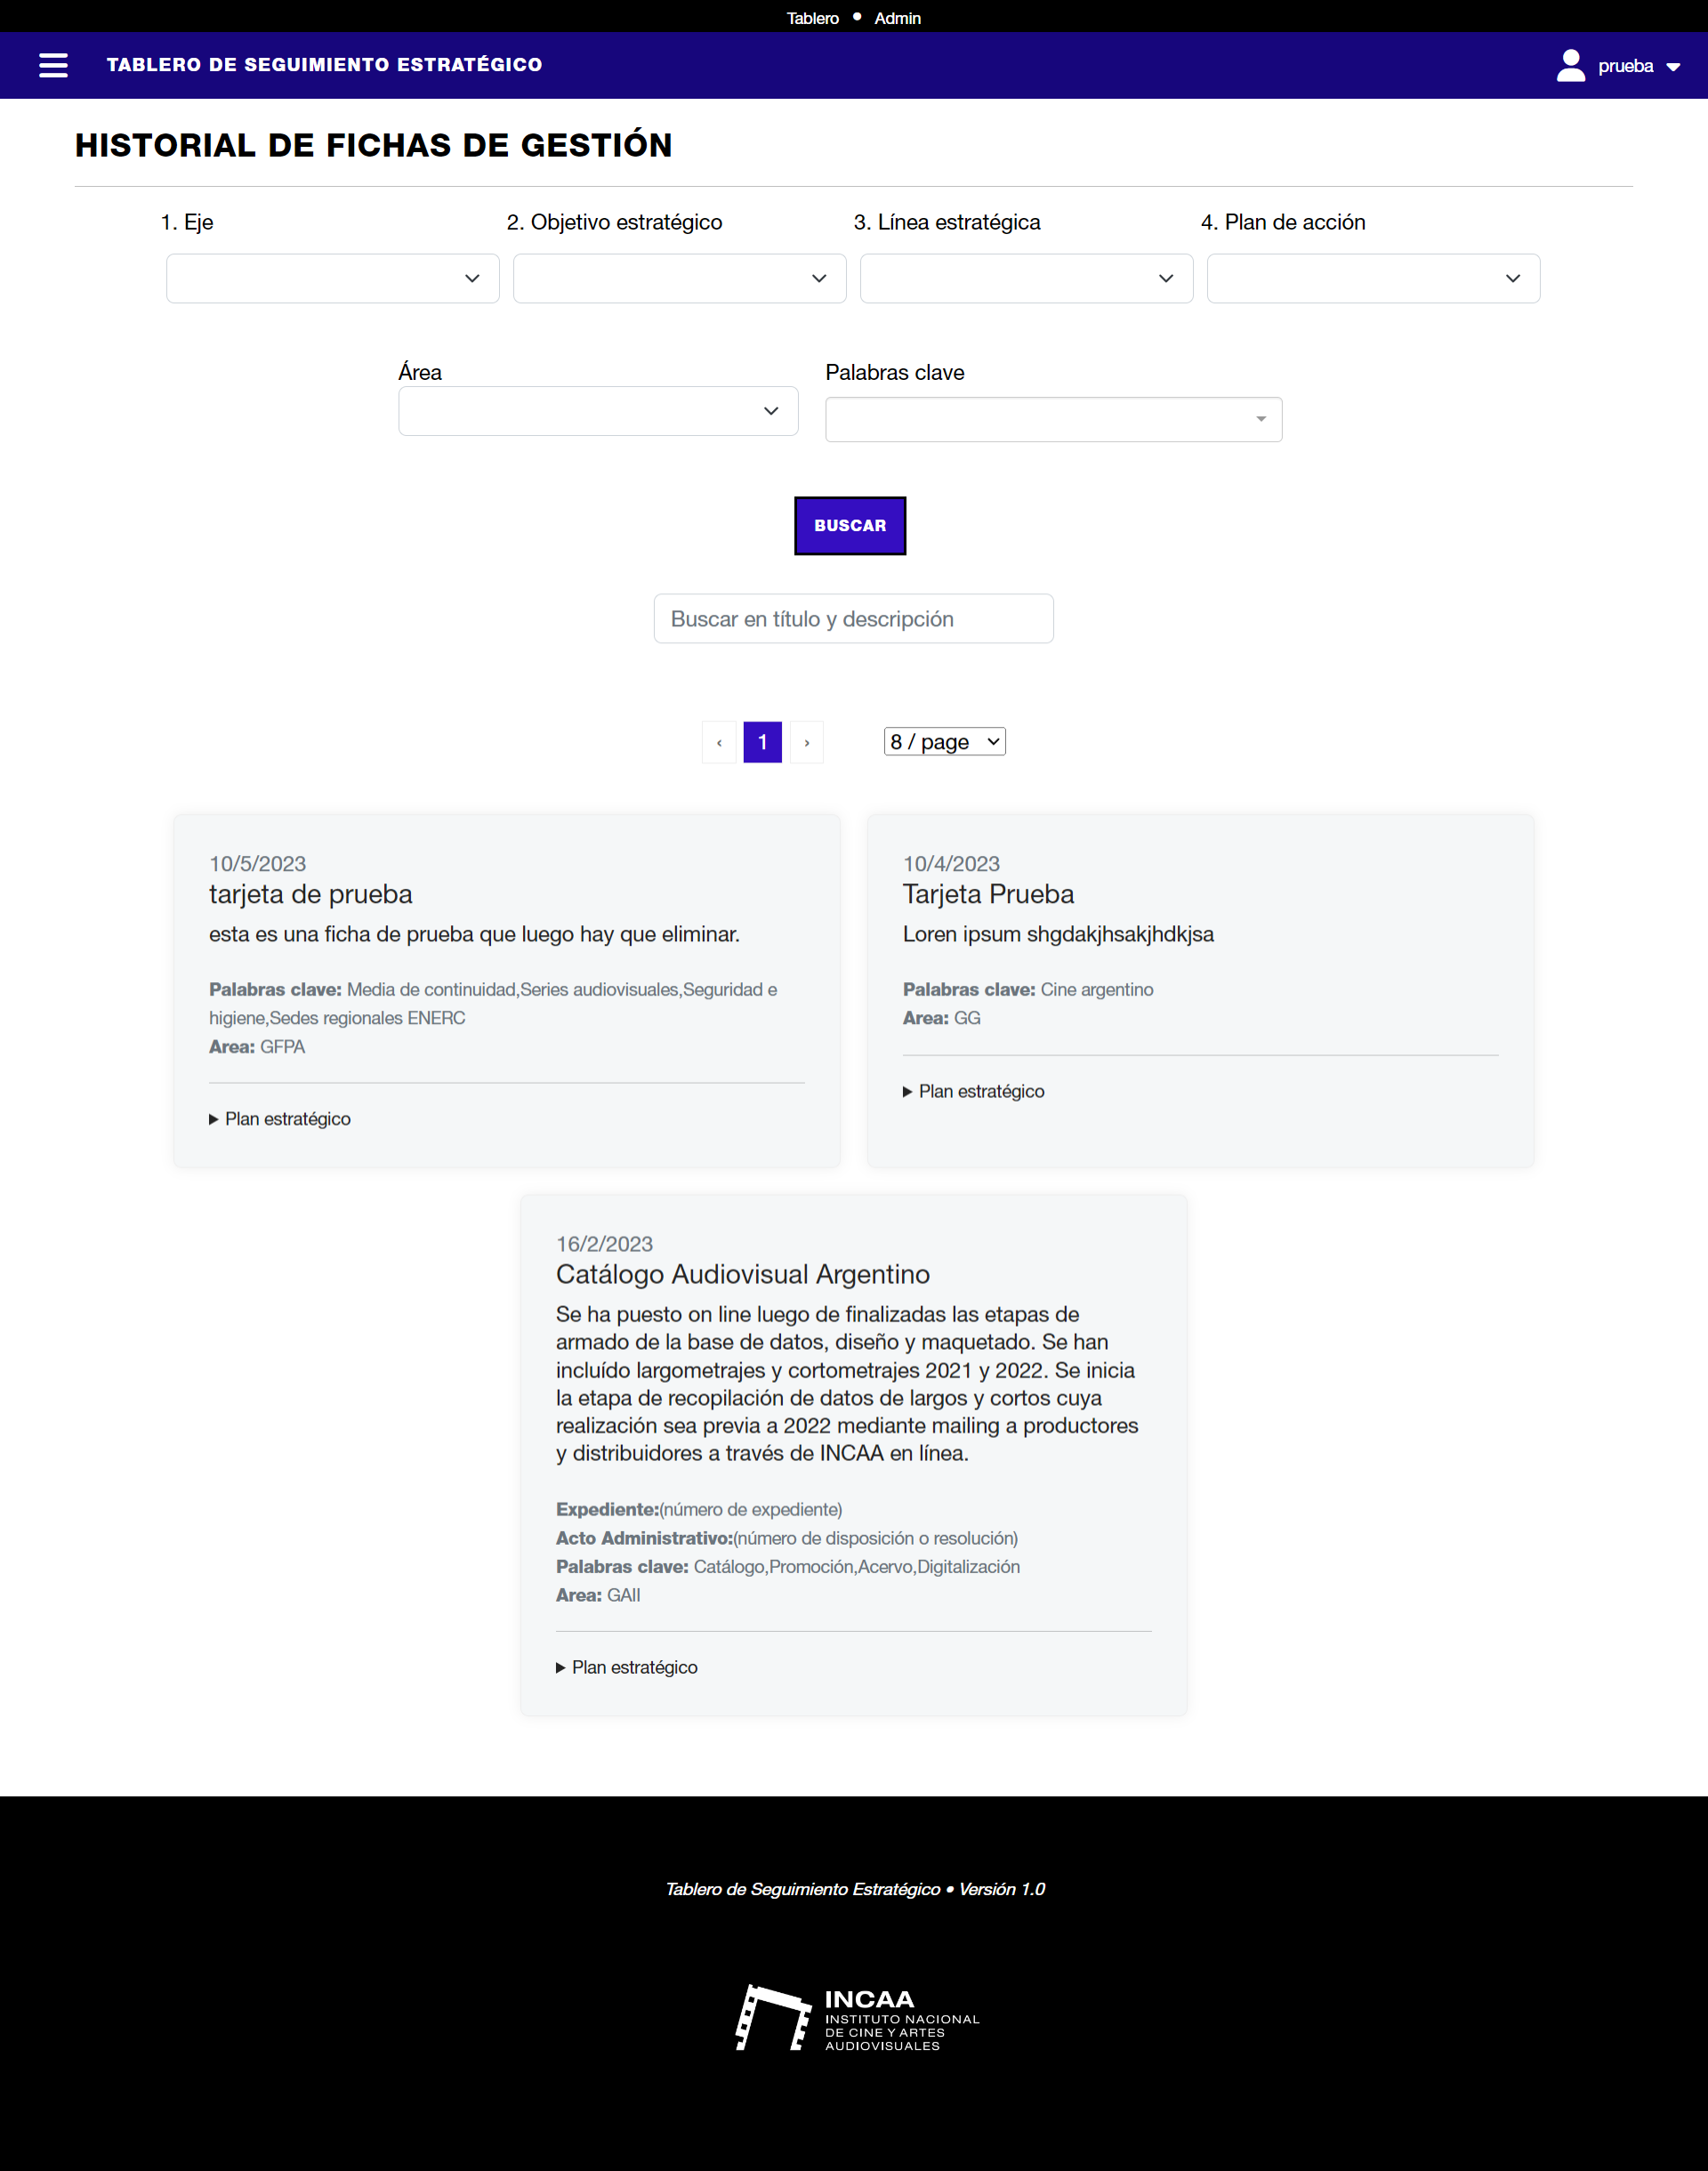 Tablero • Admin
TABLERO DE SEGUIMIENTO ESTRATÉGICO
prueba
HISTORIAL DE FICHAS DE GESTIÓN
1. Eje
2. Objetivo estratégico
3. Línea estratégica
4. Plan de acción
Área
Palabras clave
BUSCAR
Buscar en título y descripción
‹ 1 › 8 / page
10/5/2023
tarjeta de prueba
esta es una ficha de prueba que luego hay que eliminar.
Palabras clave: Media de continuidad,Series audiovisuales,Seguridad e
higiene,Sedes regionales ENERC
Area: GFPA
Plan estratégico
10/4/2023
Tarjeta Prueba
Loren ipsum shgdakjhsakjhdkjsa
Palabras clave: Cine argentino
Area: GG
Plan estratégico
16/2/2023
Catálogo Audiovisual Argentino
Se ha puesto on line luego de finalizadas las etapas de
armado de la base de datos, diseño y maquetado. Se han
incluído largometrajes y cortometrajes 2021 y 2022. Se inicia
la etapa de recopilación de datos de largos y cortos cuya
realización sea previa a 2022 mediante mailing a productores
y distribuidores a través de INCAA en línea.
Expediente:(número de expediente)
Acto Administrativo:(número de disposición o resolución)
Palabras clave: Catálogo,Promoción,Acervo,Digitalización
Area: GAII
Plan estratégico
Tablero de Seguimiento Estratégico • Versión 1.0
INCAA
INSTITUTO NACIONAL
DE CINE Y ARTES
AUDIOVISUALES